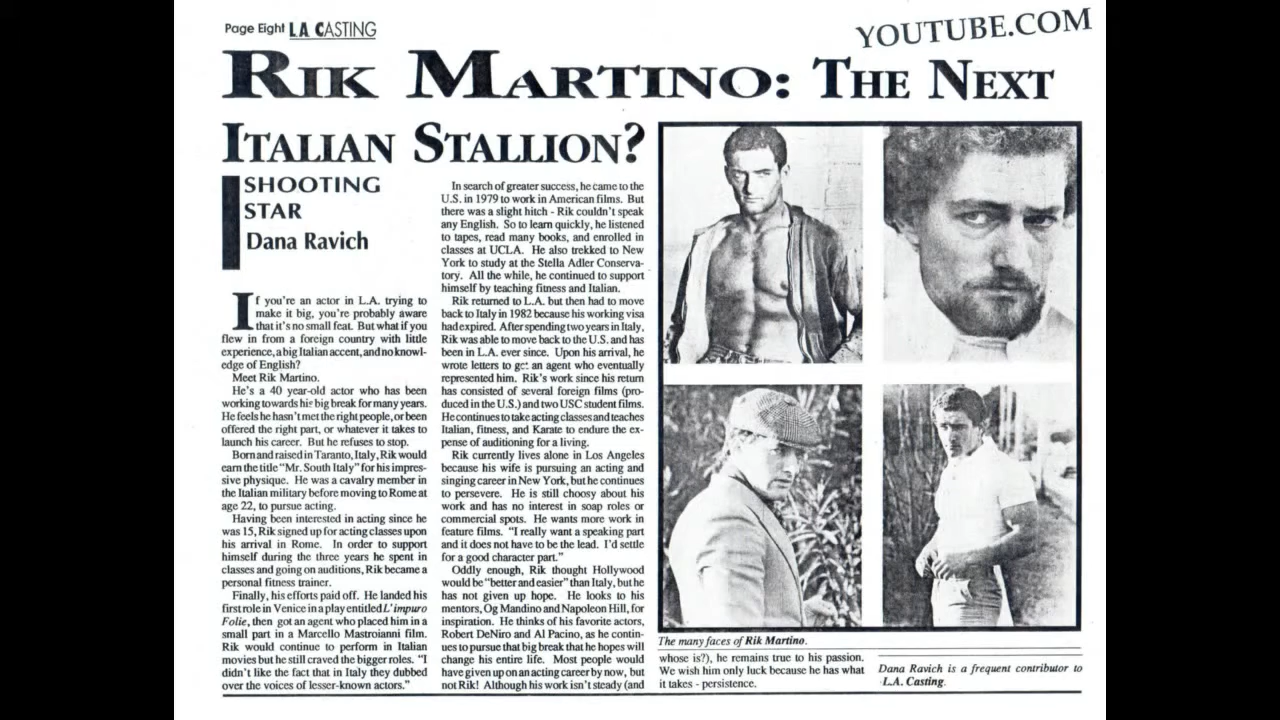 Page Eight LA CASTING
YOUTUBE.COM
RIK MARTINO: THE NEXT
ITALIAN STALLION?
SHOOTING
STAR
Dana Ravich
If you're an actor in L.A. trying to
make it big, you're probably aware
that it's no small feat. But what if you
flew in from a foreign country with little
experience, a big Italian accent, and no knowl-
edge of English?
Meet Rik Martino.
He's a 40 year-old actor who has been
working towards his big break for many years.
He feels he hasn't met the right people, or been
offered the right part, or whatever it takes to
launch his career. But he refuses to stop.
Born and raised in Taranto, Italy, Rik would
earn the title "Mr. South Italy" for his impres-
sive physique. He was a cavalry member in
the Italian military before moving to Rome at
age 22, to pursue acting.
Having been interested in acting since he
was 15, Rik signed up for acting classes upon
his arrival in Rome. In order to support
himself during the three years he spent in
classes and going on auditions, Rik became a
personal fitness trainer.
Finally, his efforts paid off. He landed his
first role in Venice in a play entitled L'impuro
Folie, then got an agent who placed him in a
small part in a Marcello Mastroianni film.
Rik would continue to perform in Italian
movies but he still craved the bigger roles. "I
didn't like the fact that in Italy they dubbed
over the voices of lesser-known actors."
In search of greater success, he came to the
U.S. in 1979 to work in American films. But
there was a slight hitch - Rik couldn't speak
any English. So to learn quickly, he listened
to tapes, read many books, and enrolled in
classes at UCLA. He also trekked to New
York to study at the Stella Adler Conserva-
tory. All the while, he continued to support
himself by teaching fitness and Italian.
Rik returned to L.A. but then had to move
back to Italy in 1982 because his working visa
had expired. After spending two years in Italy,
Rik was able to move back to the U.S. and has
been in L.A. ever since. Upon his arrival, he
wrote letters to get an agent who eventually
represented him. Rik's work since his return
has consisted of several foreign films (pro-
duced in the U.S.) and two USC student films.
He continues to take acting classes and teaches
Italian, fitness, and Karate to endure the ex-
pense of auditioning for a living.
Rik currently lives alone in Los Angeles
because his wife is pursuing an acting and
singing career in New York, but he continues
to persevere. He is still choosy about his
work and has no interest in soap roles or
commercial spots. He wants more work in
feature films. "I really want a speaking part
and it does not have to be the lead. I'd settle
for a good character part."
Oddly enough, Rik thought Hollywood
would be "better and easier" than Italy, but he
has not given up hope. He looks to his
mentors, Og Mandino and Napoleon Hill, for
inspiration. He thinks of his favorite actors,
Robert DeNiro and Al Pacino, as he contin-
ues to pursue that big break that he hopes will
change his entire life. Most people would
have given up on an acting career by now, but
not Rik! Although his work isn't steady (and
The many faces of Rik Martino.
whose is?), he remains true to his passion.
We wish him only luck because he has what
it takes - persistence.
Dana Ravich is a frequent contributor to
L.A. Casting.